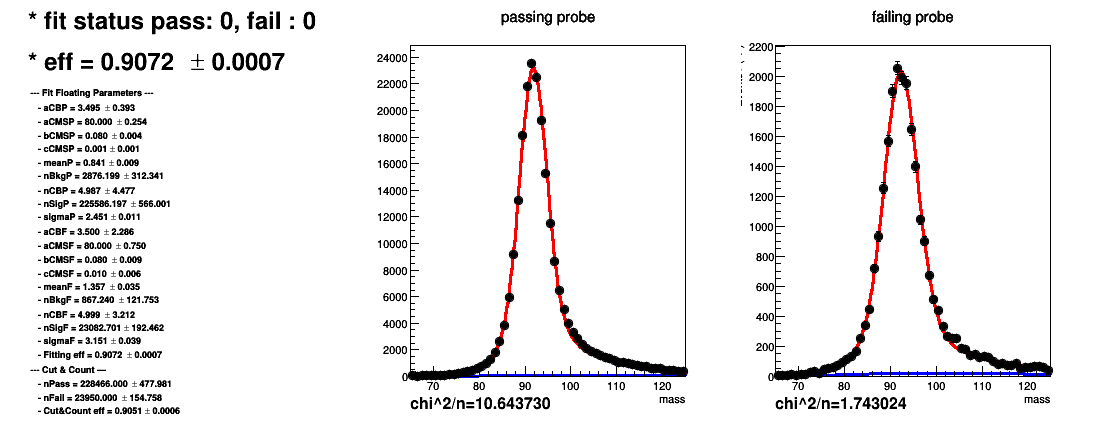 * fit status pass: 0, fail : 0
* eff = 0.9072 ± 0.0007
--- Fit Floating Parameters ---
- aCBP = 3.495 ± 0.393
- aCMSP = 80.000 ± 0.254
- bCMSP = 0.080 ± 0.004
- cCMSP = 0.001 ± 0.001
- meanP = 0.841 ± 0.009
- nBkgP = 2876.199 ± 312.341
- nCBP = 4.987 ± 4.477
- nSigP = 225586.197 ± 566.001
- sigmaP = 2.451 ± 0.011
- aCBF = 3.500 ± 2.286
- aCMSF = 80.000 ± 0.750
- bCMSF = 0.080 ± 0.009
- cCMSF = 0.010 ± 0.006
- meanF = 1.357 ± 0.035
- nBkgF = 867.240 ± 121.753
- nCBF = 4.999 ± 3.212
- nSigF = 23082.701 ± 192.462
- sigmaF = 3.151 ± 0.039
- Fitting eff = 0.9072 ± 0.0007
--- Cut & Count ---
- nPass = 228466.000 ± 477.981
- nFail = 23950.000 ± 154.758
- Cut&Count eff = 0.9051 ± 0.0006
passing probe
24000
22000
20000
18000
16000
14000
12000
10000
8000
6000
4000
2000
0
70 80 90 100 110 120
mass
chi^2/n=10.643730
failing probe
2200
2000
1800
1600
1400
1200
1000
800
600
400
200
0
70 80 90 100 110 120
mass
chi^2/n=1.743024